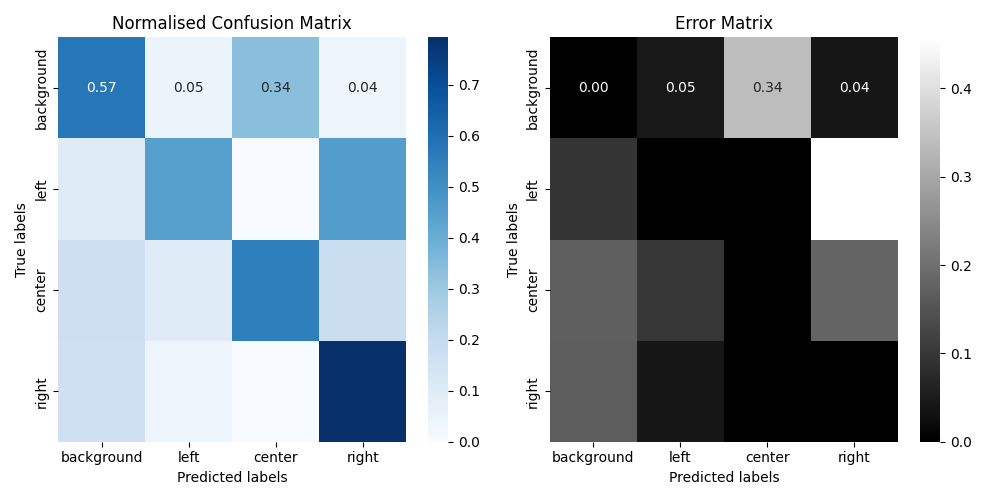 Normalised Confusion Matrix
True labels
background
left
center
right
0.57 0.05 0.34 0.04
background left center right
Predicted labels
0.7
0.6
0.5
0.4
0.3
0.2
0.1
0.0
Error Matrix
True labels
background
left
center
right
0.00 0.05 0.34 0.04
background left center right
Predicted labels
0.4
0.3
0.2
0.1
0.0